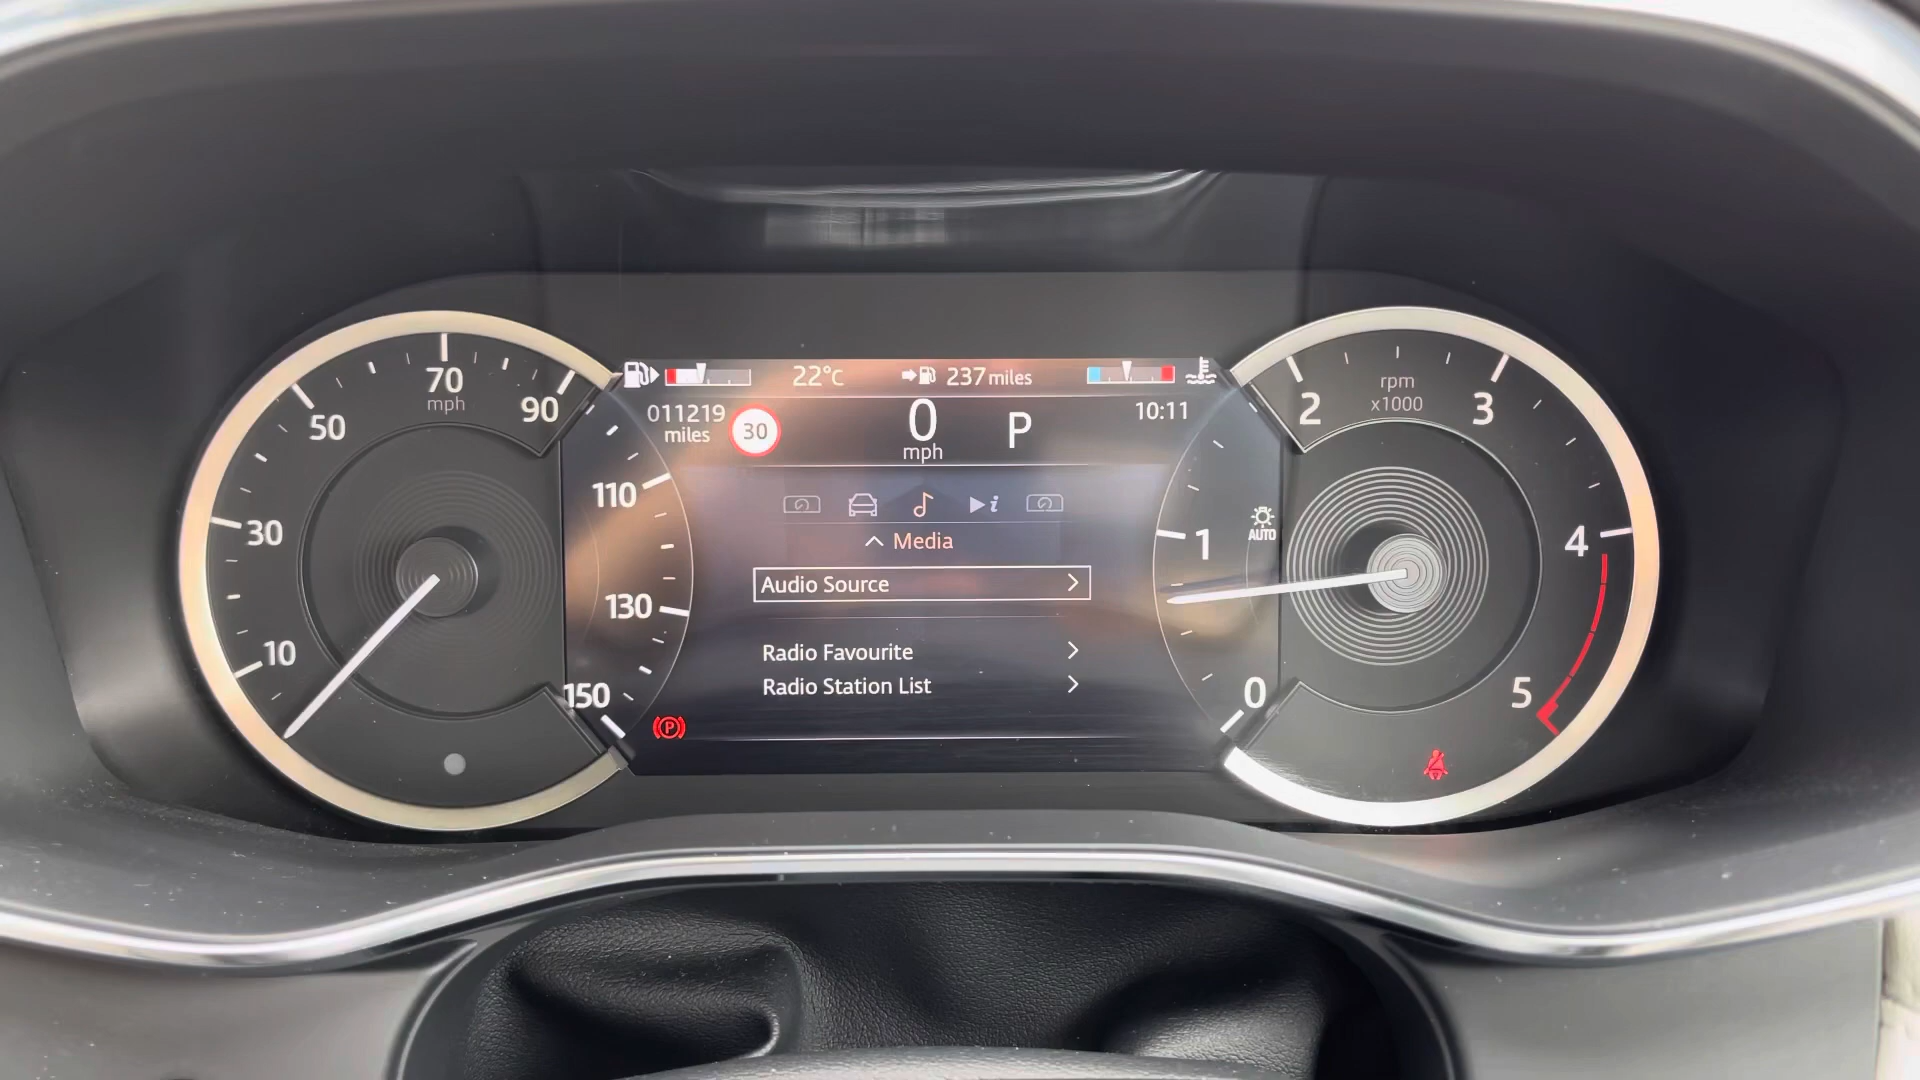 22°C
237 miles
011219
miles
30
0
mph
P
10:11
Media
Audio Source
Radio Favourite
Radio Station List
10
30
50
70
mph
90
110
130
150
P
0
1
2
3
4
5
rpm
x1000
AUTO
i